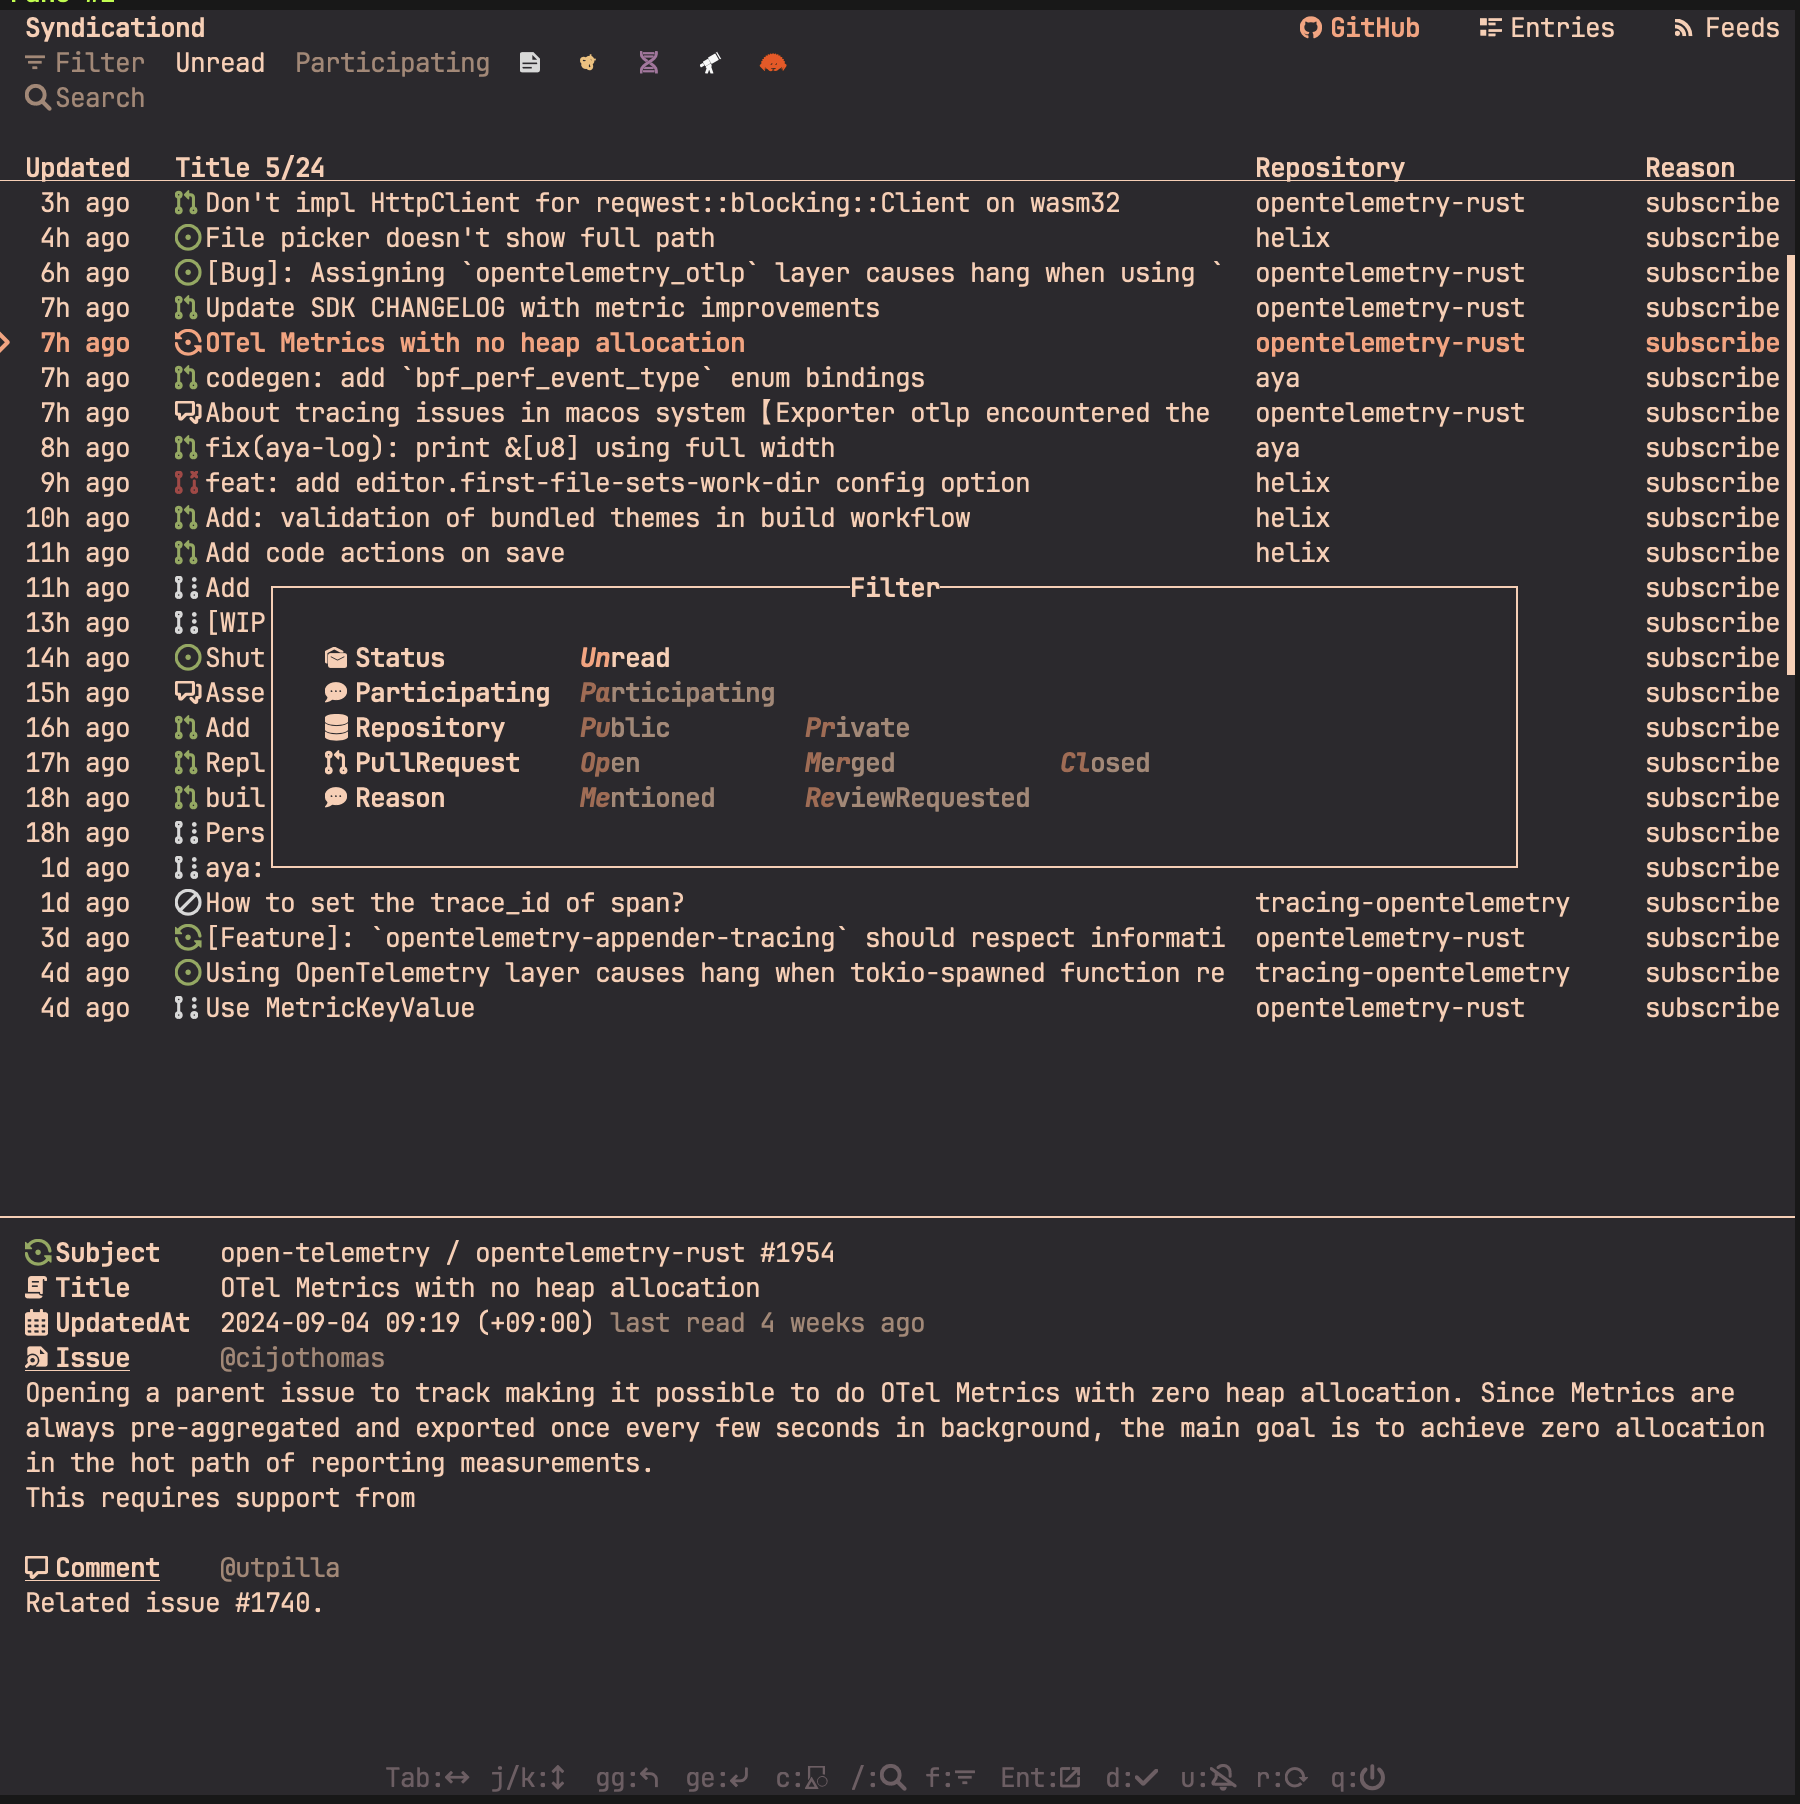 Syndicationd GitHub Entries Feeds
Filter Unread Participating
Search
Updated Title 5/24 Repository Reason
3h ago Don't impl HttpClient for reqwest::blocking::Client on wasm32 opentelemetry-rust subscribe
4h ago File picker doesn't show full path helix subscribe
6h ago [Bug]: Assigning `opentelemetry_otlp` layer causes hang when using ` opentelemetry-rust subscribe
7h ago Update SDK CHANGELOG with metric improvements opentelemetry-rust subscribe
7h ago OTel Metrics with no heap allocation opentelemetry-rust subscribe
7h ago codegen: add `bpf_perf_event_type` enum bindings aya subscribe
7h ago About tracing issues in macos system【Exporter otlp encountered the opentelemetry-rust subscribe
8h ago fix(aya-log): print &[u8] using full width aya subscribe
9h ago feat: add editor.first-file-sets-work-dir config option helix subscribe
10h ago Add: validation of bundled themes in build workflow helix subscribe
11h ago Add code actions on save helix subscribe
11h ago Add subscribe
13h ago [WIP subscribe
14h ago Shut subscribe
15h ago Asse subscribe
16h ago Add subscribe
17h ago Repl subscribe
18h ago buil subscribe
18h ago Pers subscribe
1d ago aya: subscribe
Filter
Status Unread
Participating Participating
Repository Public Private
PullRequest Open Merged Closed
Reason Mentioned ReviewRequested
1d ago How to set the trace_id of span? tracing-opentelemetry subscribe
3d ago [Feature]: `opentelemetry-appender-tracing` should respect informati opentelemetry-rust subscribe
4d ago Using OpenTelemetry layer causes hang when tokio-spawned function re tracing-opentelemetry subscribe
4d ago Use MetricKeyValue opentelemetry-rust subscribe
Subject open-telemetry / opentelemetry-rust #1954
Title OTel Metrics with no heap allocation
UpdatedAt 2024-09-04 09:19 (+09:00) last read 4 weeks ago
Issue @cijothomas
Opening a parent issue to track making it possible to do OTel Metrics with zero heap allocation. Since Metrics are
always pre-aggregated and exported once every few seconds in background, the main goal is to achieve zero allocation
in the hot path of reporting measurements.
This requires support from
Comment @utpilla
Related issue #1740.
Tab: j/k: gg: ge: c: /: f: Ent: d: u: r: q: